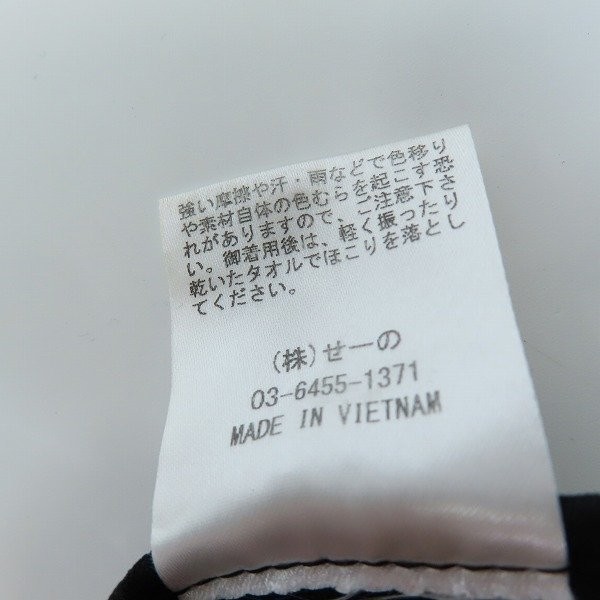 強い摩擦や汗・雨などで色移り
や素材自体の色むらを起こす恐
れがありますので、ご注意下さ
い。御着用後は、軽く振ったり
乾いたタオルでほこりを落とし
てください。
(株)せーの
03-6455-1371
MADE IN VIETNAM